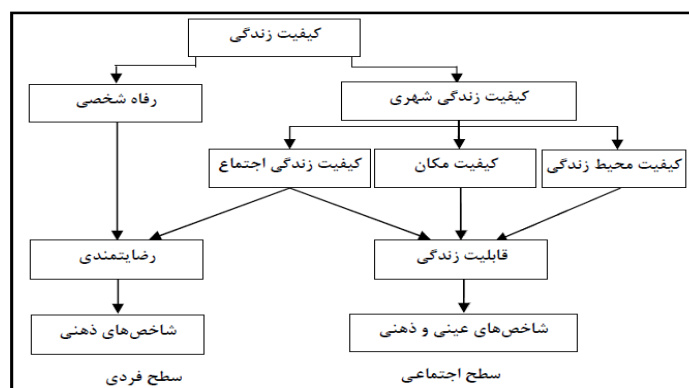 کیفیت زندگی
کیفیت زندگی شهری
رفاه شخصی
کیفیت محیط زندگی
کیفیت مکان
کیفیت زندگی اجتماع
قابلیت زندگی
رضایتمندی
شاخص‌های عینی و ذهنی
شاخص‌های ذهنی
سطح اجتماعی
سطح فردی